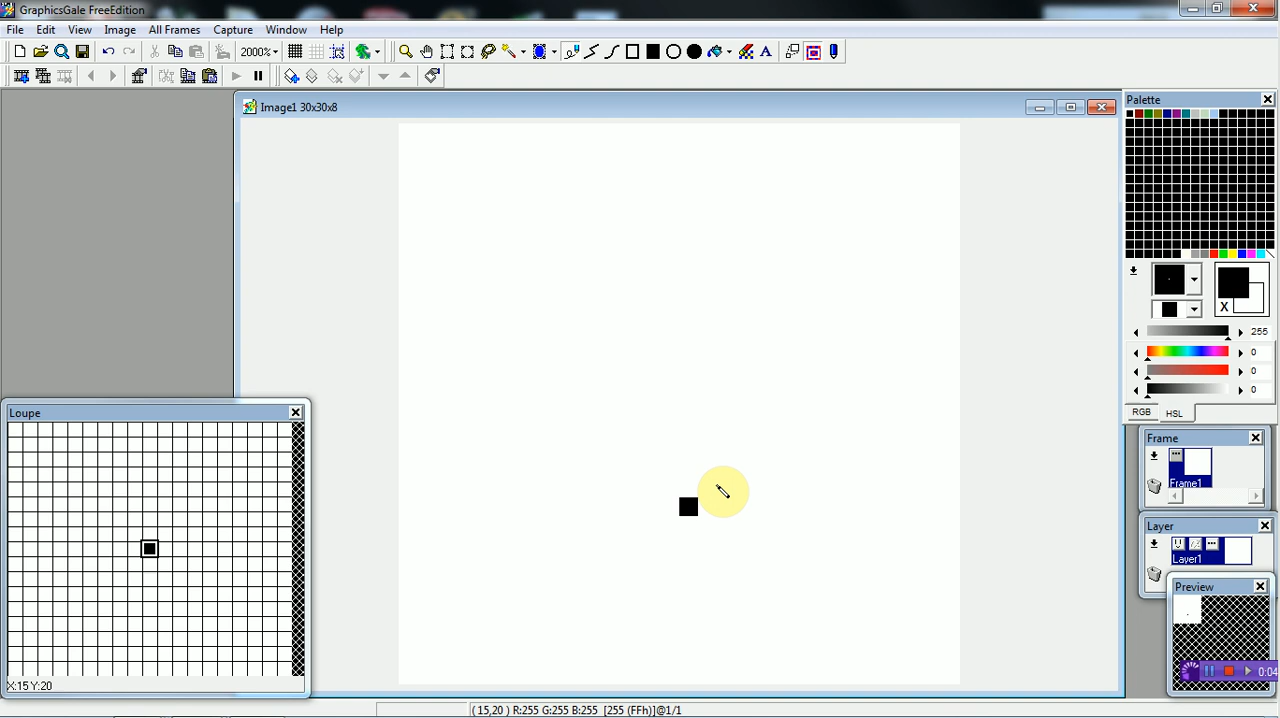 GraphicsGale FreeEdition
File Edit View Image All Frames Capture Window Help
2000%
A
Image1 30x30x8
Palette
X
255
0
0
0
RGB HSL
Loupe
X:15 Y:20
Frame
Frame1
Layer
Layer1
Preview
0:04
( 15,20 ) R:255 G:255 B:255 [255 (FFh)]@1/1